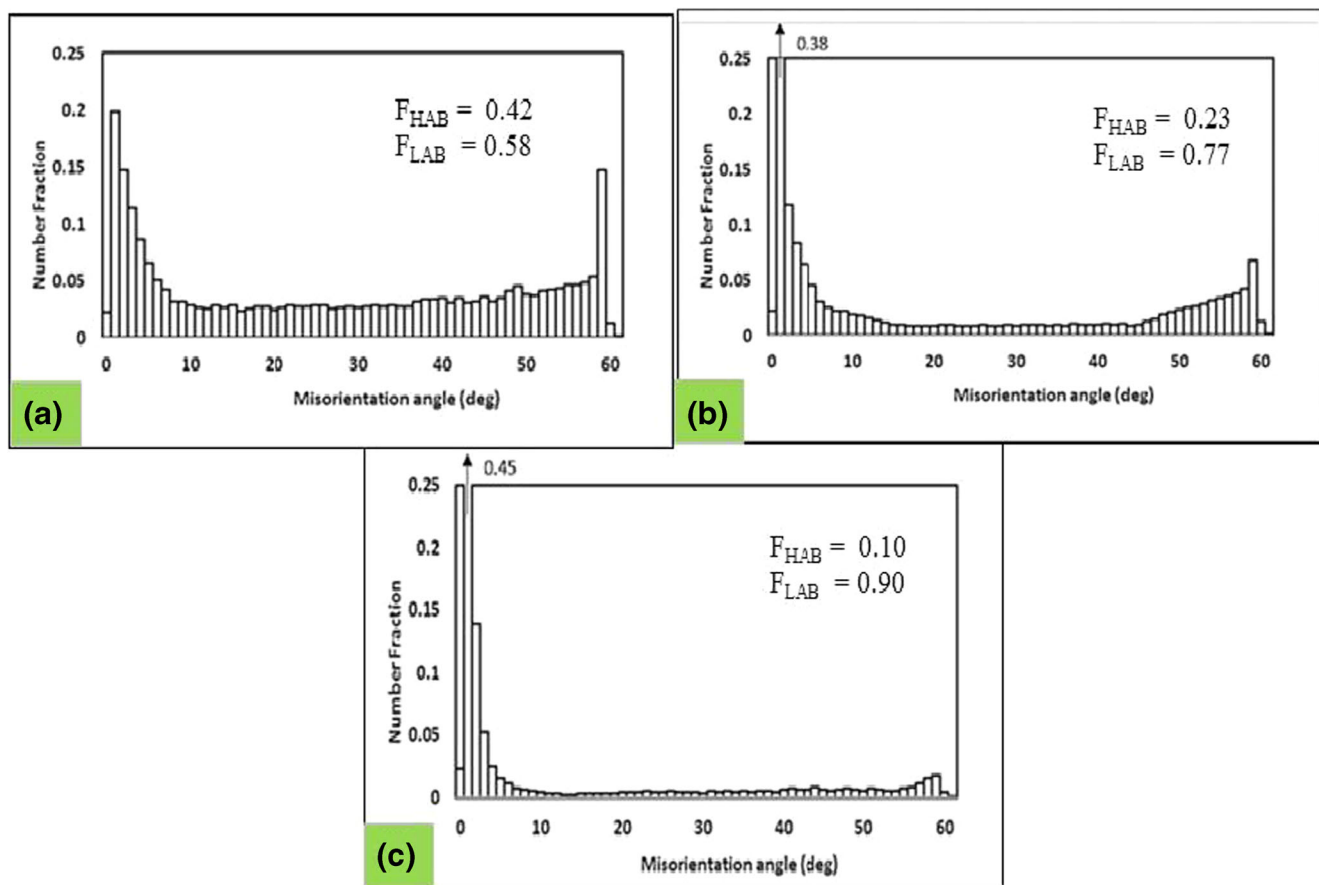 0.25
0.2
0.15
0.1
0.05
0
Number Fraction
F_HAB = 0.42
F_LAB = 0.58
0 10 20 30 40 50 60
Misorientation angle (deg)
(a)
0.38
0.25
0.2
0.15
0.1
0.05
0
Number Fraction
F_HAB = 0.23
F_LAB = 0.77
0 10 20 30 40 50 60
Misorientation angle (deg)
(b)
0.45
0.25
0.2
0.15
0.1
0.05
0
Number Fraction
F_HAB = 0.10
F_LAB = 0.90
0 10 20 30 40 50 60
Misorientation angle (deg)
(c)